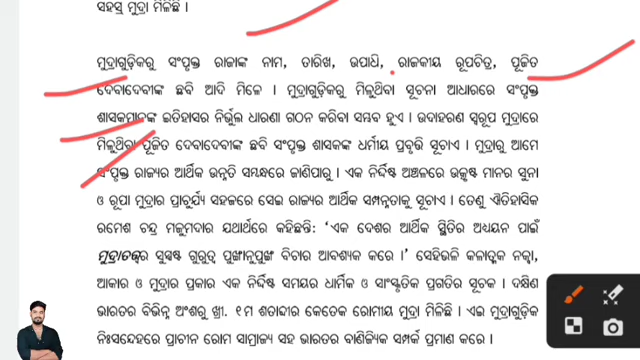 ସହସ୍ର ମୁଦ୍ରା ମିଳିଛି ।
ମୁଦ୍ରାଗୁଡ଼ିକରୁ ସଂପୃକ୍ତ ରାଜାଙ୍କ ନାମ, ତାରିଖ, ଉପାଧି, ରାଜକୀୟ ରୂପଚିତ୍ର, ପୂଜିତ
ଦେବାଦେବୀଙ୍କ ଛବି ଆଦି ମିଳେ । ମୁଦ୍ରାଗୁଡ଼ିକରୁ ମିଳୁଥିବା ସୂଚନା ଆଧାରରେ ସଂପୃକ୍ତ
ଶାସକମାନଙ୍କ ଇତିହାସର ନିର୍ଭୁଲ ଧାରଣା ଗଠନ କରିବା ସମ୍ଭବ ହୁଏ । ଉଦାହରଣ ସ୍ୱରୂପ ମୁଦ୍ରାରେ
ମିଳୁଥିବା ପୂଜିତ ଦେବାଦେବୀଙ୍କ ଛବି ସଂପୃକ୍ତ ଶାସକଙ୍କ ଧର୍ମୀୟ ପ୍ରବୃତ୍ତି ସୂଚାଏ । ମୁଦ୍ରାରୁ ଆମେ
ସଂପୃକ୍ତ ରାଜ୍ୟର ଆର୍ଥିକ ଉନ୍ନତି ସମ୍ବନ୍ଧରେ ଜାଣିପାରୁ । ଏକ ନିର୍ଦ୍ଦିଷ୍ଟ ଅଞ୍ଚଳରେ ଉତ୍କୃଷ୍ଟ ମାନର ସୁନା
ଓ ରୂପା ମୁଦ୍ରାର ପ୍ରାଚୁର୍ଯ୍ୟ ସହଜରେ ସେଇ ରାଜ୍ୟର ଆର୍ଥିକ ସମ୍ପନ୍ନତାକୁ ସୂଚାଏ । ତେଣୁ ଐତିହାସିକ
ରମେଶ ଚନ୍ଦ୍ର ମଜୁମଦାର ଯଥାର୍ଥରେ କହିଛନ୍ତି: ‘ଏକ ଦେଶର ଆର୍ଥିକ ସ୍ଥିତିର ଅଧ୍ୟୟନ ପାଇଁ
ମୁଦ୍ରାତତ୍ତ୍ୱର ସୁସ୍ପଷ୍ଟ ଗୁରୁତ୍ୱ ପୁଙ୍ଖାନୁପୁଙ୍ଖ ବିଚାର ଆବଶ୍ୟକ କରେ ।’ ସେହିଭଳି କଳାତ୍ମକ ନକ୍ସା,
ଆକାର ଓ ମୁଦ୍ରାର ପ୍ରକାର ଏକ ନିର୍ଦ୍ଦିଷ୍ଟ ସମୟର ଧାର୍ମିକ ଓ ସାଂସ୍କୃତିକ ପ୍ରଗତିର ସୂଚକ । ଦକ୍ଷିଣ
ଭାରତର ବିଭିନ୍ନ ଅଂଶରୁ ଖ୍ରୀ. ୧ମ ଶତାବ୍ଦୀର କେତେକ ରୋମୀୟ ମୁଦ୍ରା ମିଳିଛି । ଏଇ ମୁଦ୍ରାଗୁଡ଼ିକ
ନିଃସନ୍ଦେହରେ ପ୍ରାଚୀନ ରୋମ ସାମ୍ରାଜ୍ୟ ସହ ଭାରତର ବାଣିଜ୍ୟିକ ସମ୍ପର୍କ ପ୍ରମାଣ କରେ ।